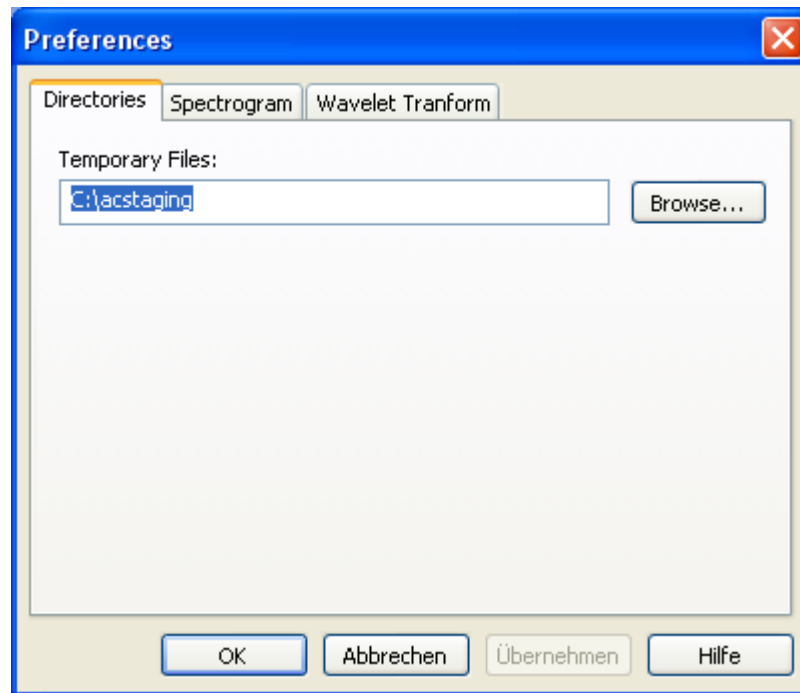 Preferences
Directories Spectrogram Wavelet Tranform
Temporary Files:
C:\acstaging Browse...
OK Abbrechen Übernehmen Hilfe